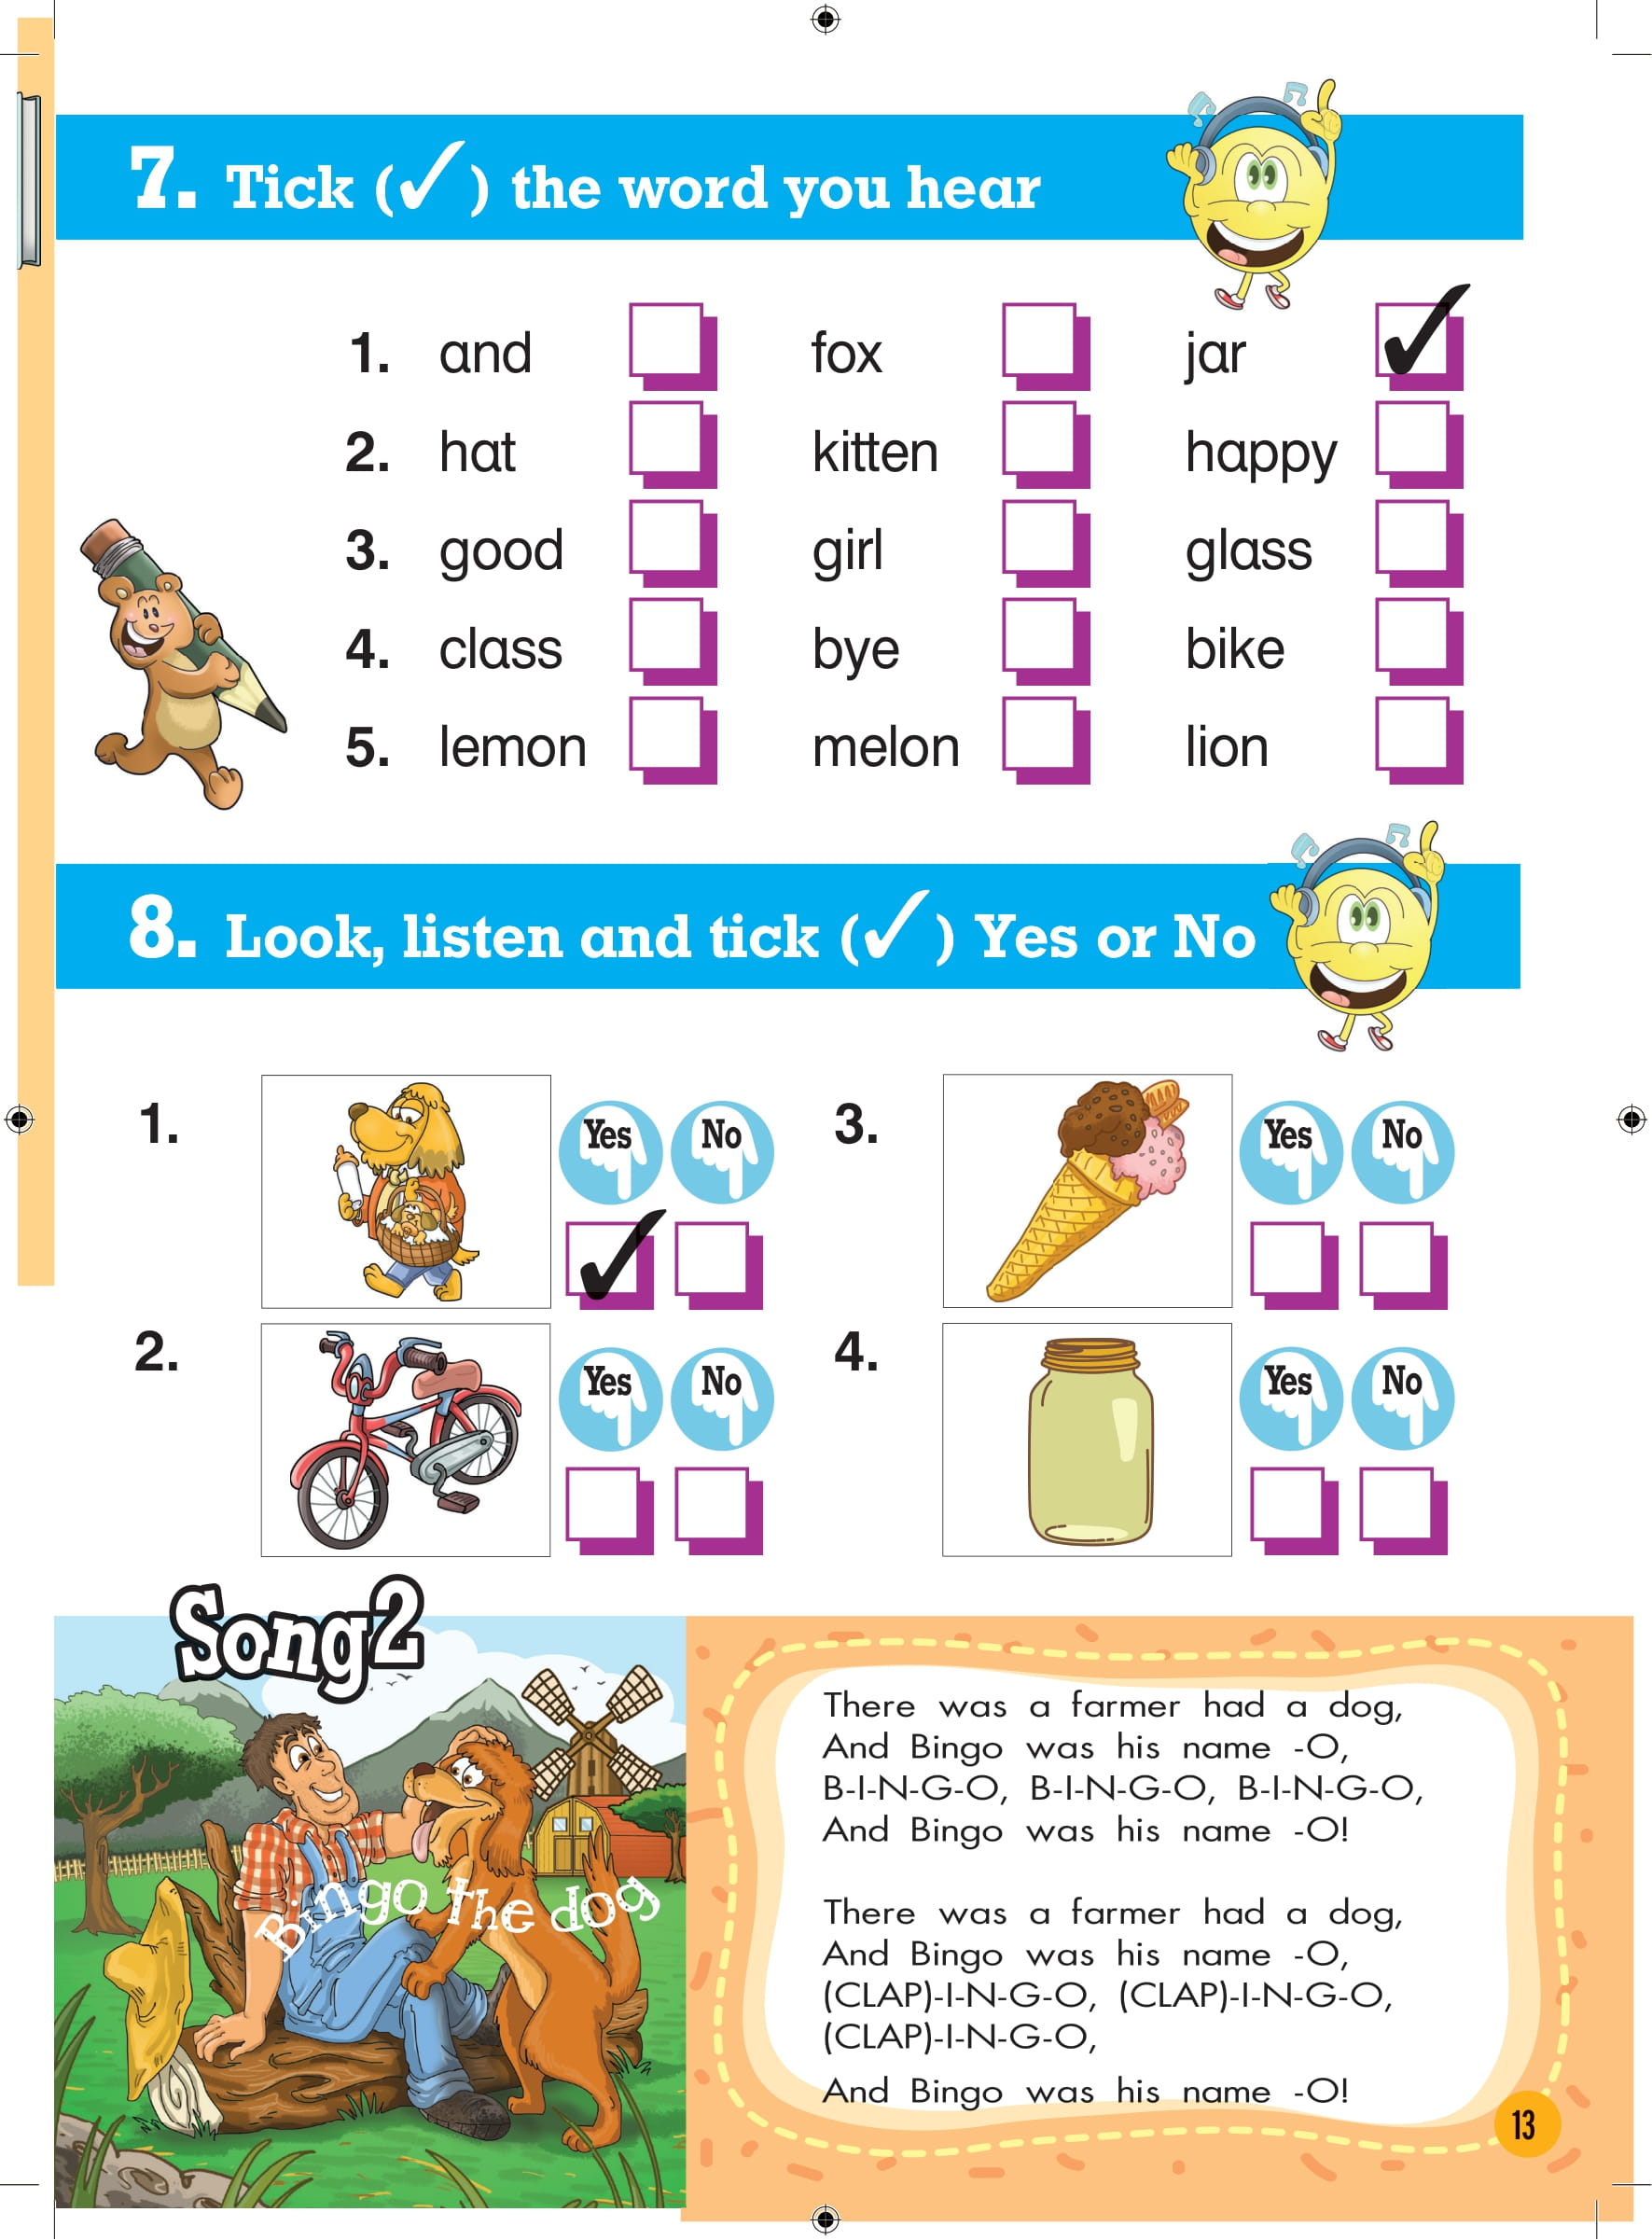 7. Tick (✓) the word you hear
1. and fox jar ✓
2. hat kitten happy
3. good girl glass
4. class bye bike
5. lemon melon lion
8. Look, listen and tick (✓) Yes or No
1. Yes No 3. Yes No
✓
2. Yes No 4. Yes No
Song2
Bingo the dog
There was a farmer had a dog,
And Bingo was his name -O,
B-I-N-G-O, B-I-N-G-O, B-I-N-G-O,
And Bingo was his name -O!
There was a farmer had a dog,
And Bingo was his name -O,
(CLAP)-I-N-G-O, (CLAP)-I-N-G-O,
(CLAP)-I-N-G-O,
And Bingo was his name -O!
13